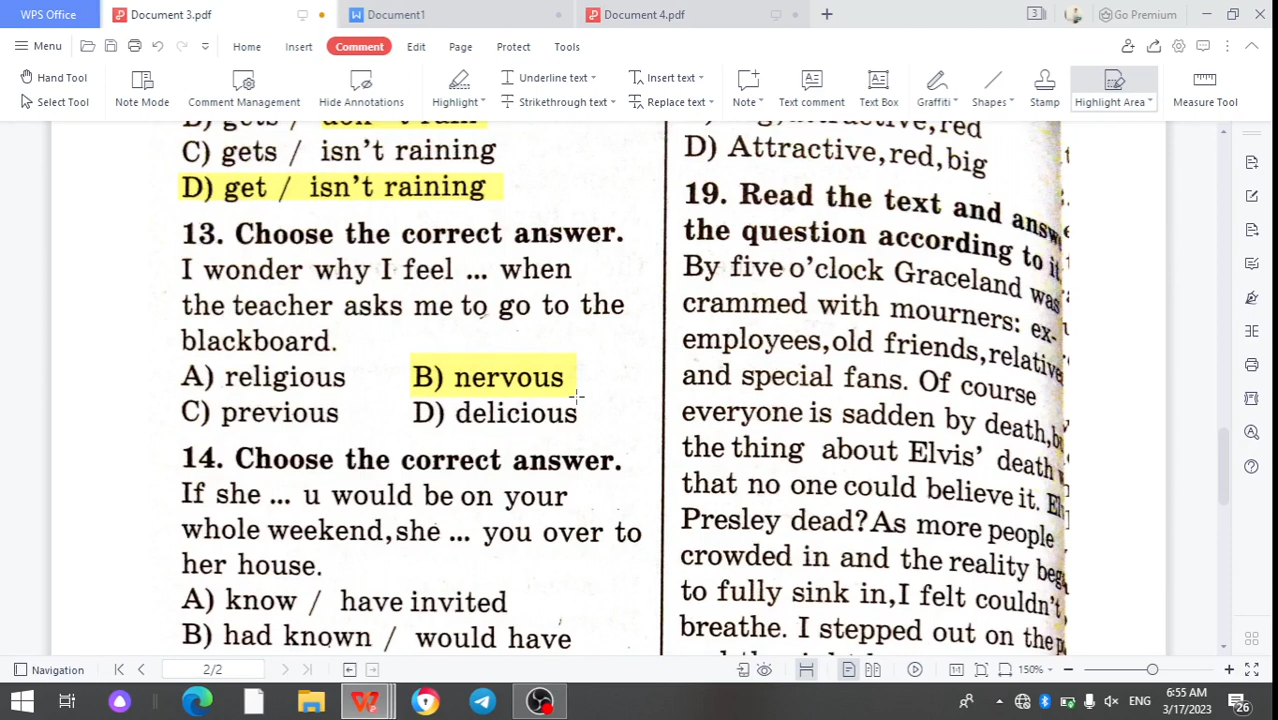 WPS Office
Document 3.pdf
Document1
Document 4.pdf
3
Go Premium
Menu
Home
Insert
Comment
Edit
Page
Protect
Tools
Hand Tool
Select Tool
Note Mode
Comment Management
Hide Annotations
Highlight
Underline text
Strikethrough text
Insert text
Replace text
Note
Text comment
Text Box
Graffiti
Shapes
Stamp
Highlight Area
Measure Tool
C) gets / isn't raining
D) get / isn't raining
13. Choose the correct answer.
I wonder why I feel ... when
the teacher asks me to go to the
blackboard.
A) religious B) nervous
C) previous D) delicious
14. Choose the correct answer.
If she ... u would be on your
whole weekend, she ... you over to
her house.
A) know / have invited
B) had known / would have
D) Attractive, red, big
19. Read the text and answ
the question according to it.
By five o'clock Graceland was
crammed with mourners: ex-
employees, old friends, relative
and special fans. Of course
everyone is sadden by death, b
the thing about Elvis' death
that no one could believe it. El
Presley dead? As more people
crowded in and the reality beg
to fully sink in, I felt couldn't
breathe. I stepped out on the p
Navigation
2/2
150%
ENG
6:55 AM
3/17/2023
26